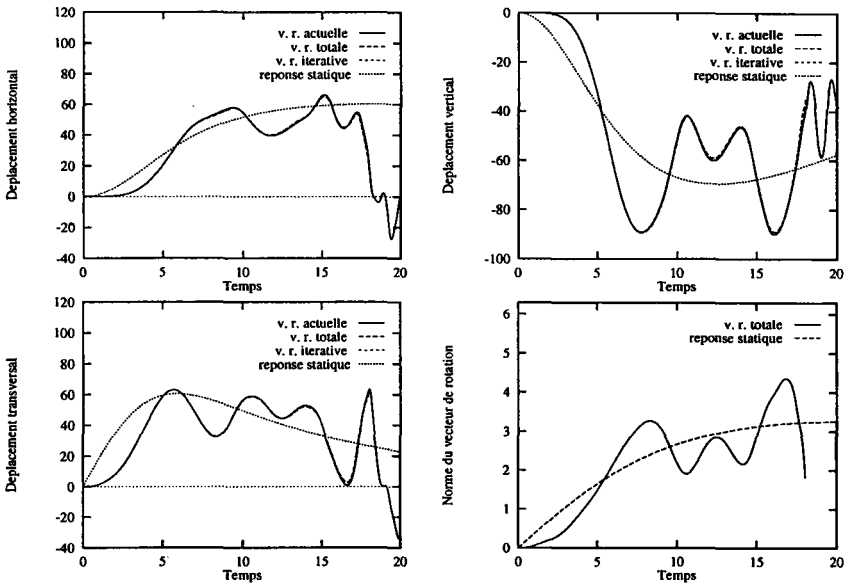 120
100
80
60
40
20
0
-20
-40
0
5
10
15
20
Deplacement horizontal
Temps
v. r. actuelle
v. r. totale
v. r. iterative
reponse statique
0
-20
-40
-60
-80
-100
0
5
10
15
20
Deplacement vertical
Temps
v. r. actuelle
v. r. totale
v. r. iterative
reponse statique
120
100
80
60
40
20
0
-20
-40
0
5
10
15
20
Deplacement transversal
Temps
v. r. actuelle
v. r. totale
v. r. iterative
reponse statique
6
5
4
3
2
1
0
0
5
10
15
20
Norme du vecteur de rotation
Temps
v. r. totale
reponse statique